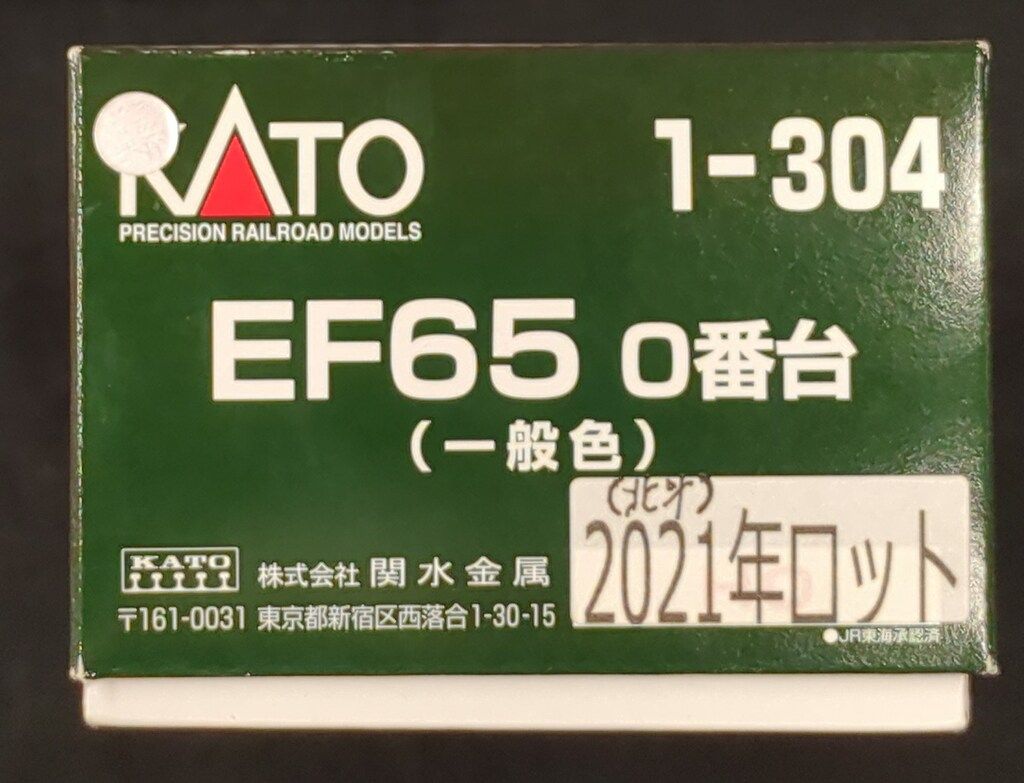 KATO
PRECISION RAILROAD MODELS
1-304
EF65 0番台
(一般色)
(北斗)
2021年ロット
KATO
株式会社 関水金属
〒161-0031 東京都新宿区西落合1-30-15
●JR東海承認済